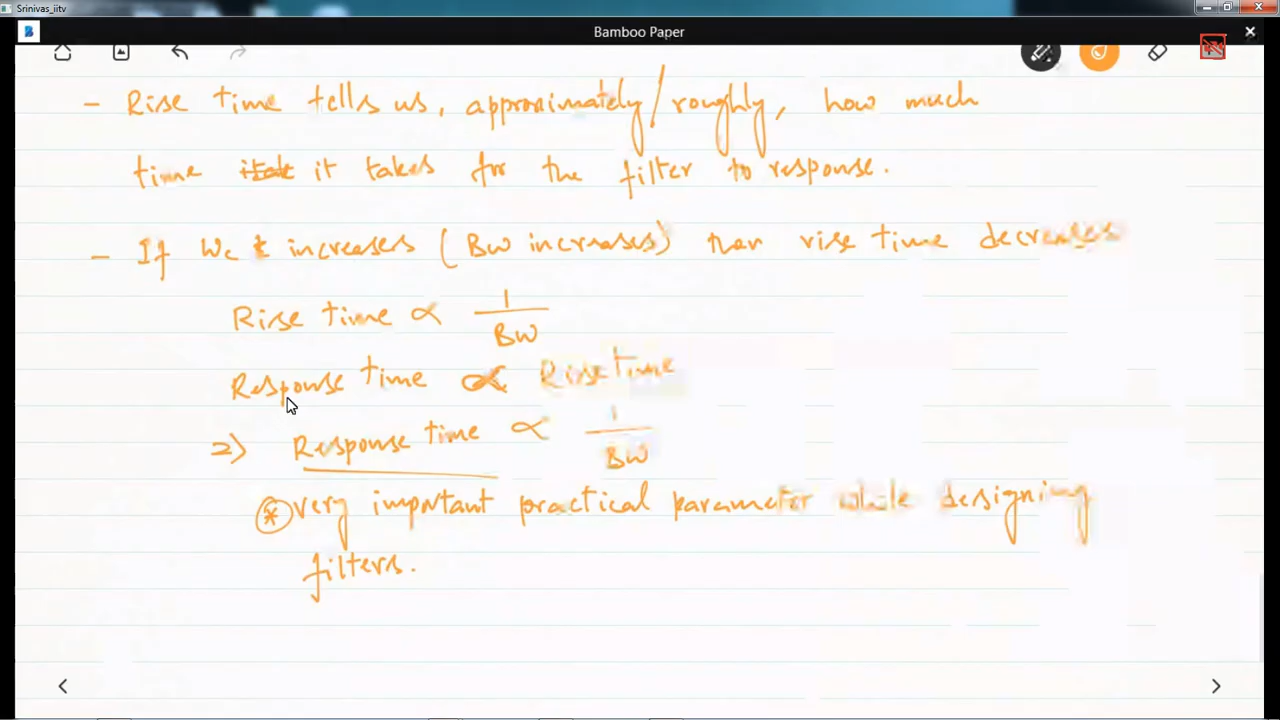 Srinivas_iitv
Bamboo Paper
- Rise time tells us, approximately/roughly, how much
time it takes for the filter to response.
- If Wc increases (BW increases) then rise time decreases
Rise time ∝ 1/BW
Response time ∝ Rise time
=> Response time ∝ 1/BW
* very important practical parameter while designing
filters.